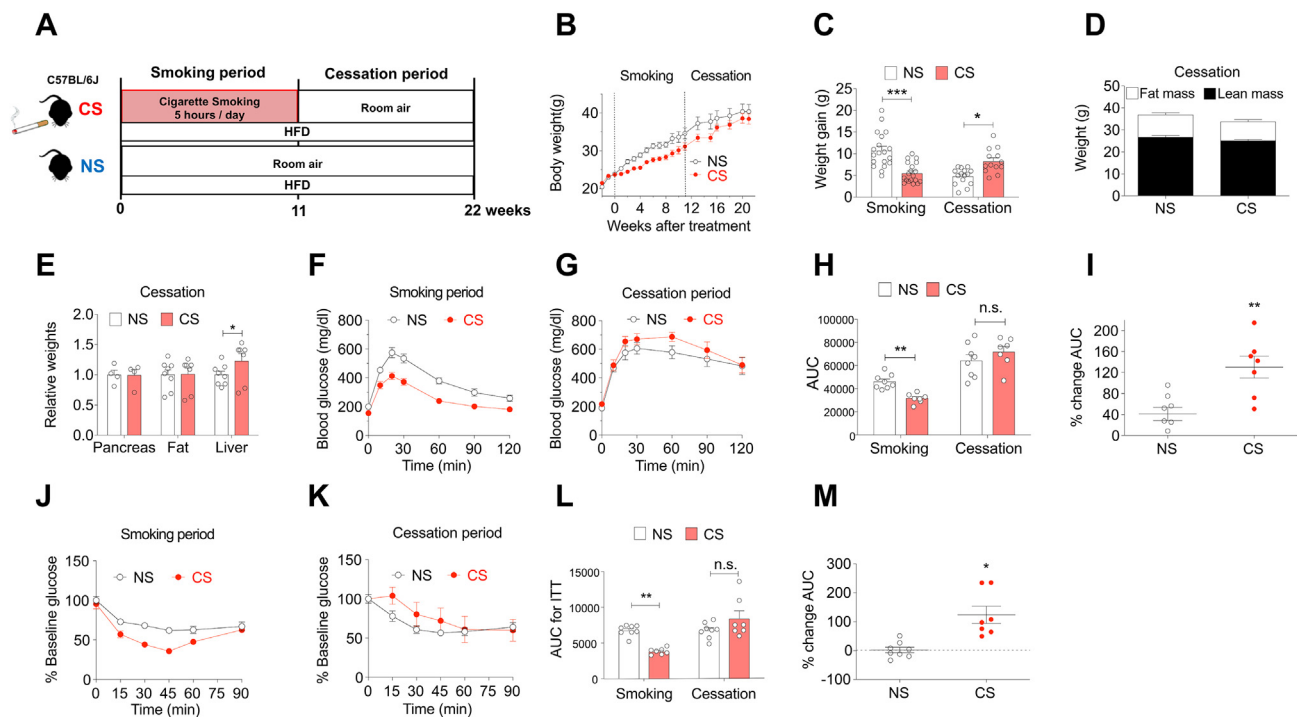 A
C57BL/6J
CS
NS
Smoking period
Cessation period
Cigarette Smoking
5 hours / day
Room air
HFD
Room air
HFD
0
11
22 weeks
B
Smoking
Cessation
Body weight(g)
40
30
20
NS
CS
0
4
8
12
16
20
Weeks after treatment
C
NS
CS
***
*
Weight gain (g)
25
20
15
10
5
0
Smoking
Cessation
D
Cessation
Fat mass
Lean mass
Weight (g)
50
40
30
20
10
0
NS
CS
E
Cessation
NS
CS
*
Relative weights
2.0
1.5
1.0
0.5
0.0
Pancreas
Fat
Liver
F
Smoking period
NS
CS
Blood glucose (mg/dl)
800
600
400
200
0
30
60
90
120
Time (min)
G
Cessation period
NS
CS
Blood glucose (mg/dl)
800
600
400
200
0
30
60
90
120
Time (min)
H
NS
CS
n.s.
**
AUC
100000
80000
60000
40000
20000
0
Smoking
Cessation
I
**
% change AUC
200
160
120
80
40
0
NS
CS
J
Smoking period
NS
CS
% Baseline glucose
150
100
50
0
0
15
30
45
60
75
90
Time (min)
K
Cessation period
NS
CS
% Baseline glucose
150
100
50
0
0
15
30
45
60
75
90
Time (min)
L
NS
CS
n.s.
**
AUC for ITT
15000
10000
5000
0
Smoking
Cessation
M
*
% change AUC
300
200
100
0
-100
NS
CS